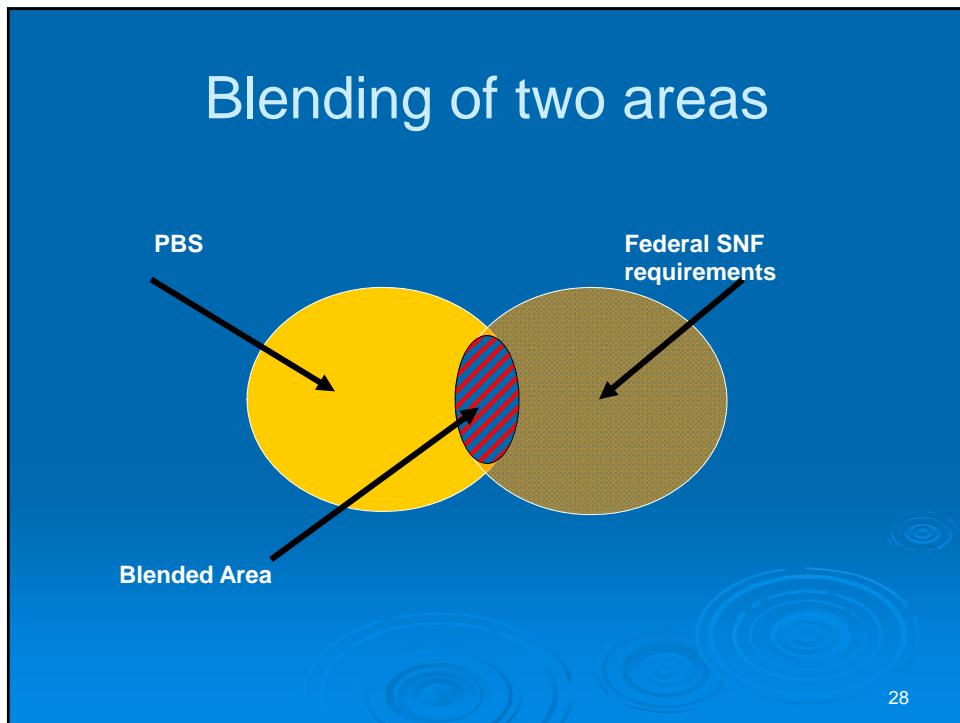 Blending of two areas
PBS
Federal SNF
requirements
Blended Area
28